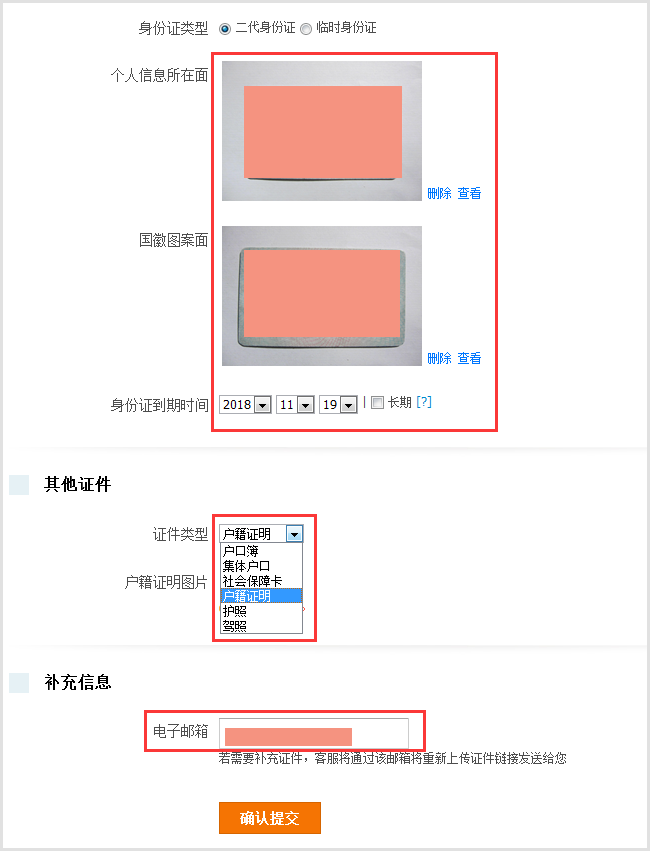 身份证类型 二代身份证 临时身份证
个人信息所在面
删除 查看
国徽图案面
删除 查看
身份证到期时间 2018 11 19 | 长期 [?]
其他证件
证件类型 户籍证明
户口簿
集体户口
户籍证明图片 社会保障卡
户籍证明
护照
驾照
补充信息
电子邮箱
若需要补充证件，客服将通过该邮箱将重新上传证件链接发送给您
确认提交